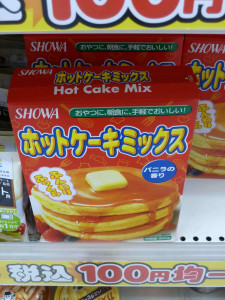 100円
SHOWA
おやつに、朝食に、手軽でおいしい!
ホットケーキミックス
Hot Cake Mix
SHOWA
おやつに、朝食に、手軽でおいしい!
ホットケーキミックス
バニラの
香り
税込100円均一